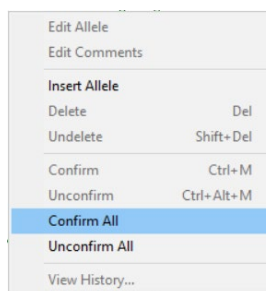 Edit Allele
Edit Comments
Insert Allele
Delete Del
Undelete Shift+Del
Confirm Ctrl+M
Unconfirm Ctrl+Alt+M
Confirm All
Unconfirm All
View History...